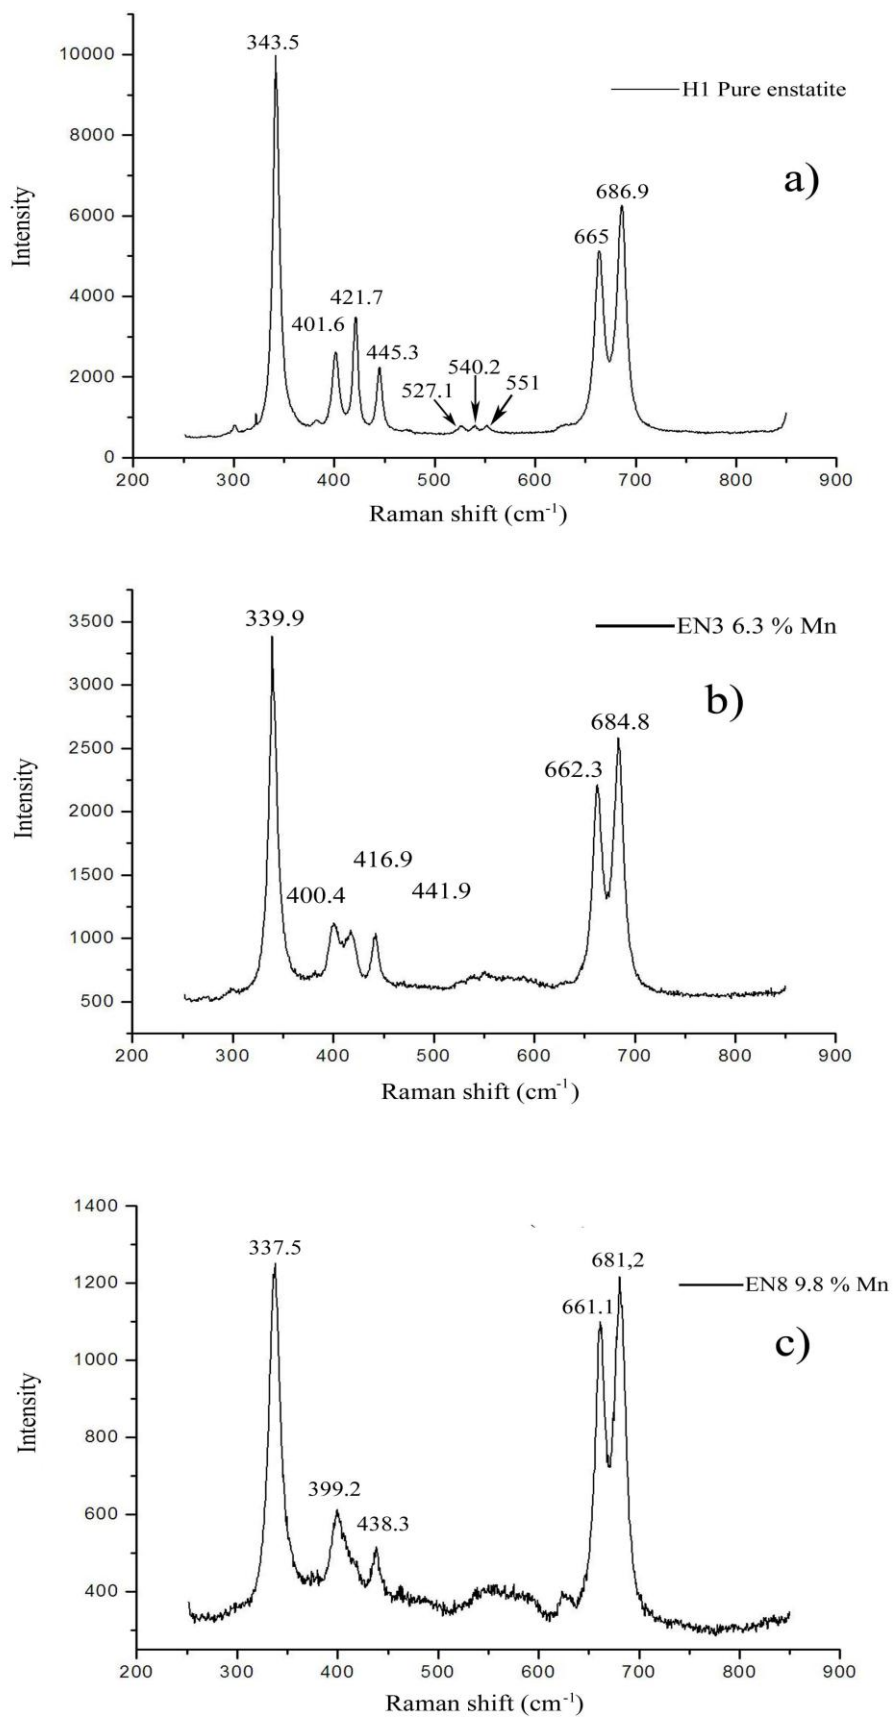 343.5
10000
H1 Pure enstatite
8000
a)
686.9
6000
665
Intensity
4000
421.7
401.6
445.3
540.2
2000
527.1
551
0
200 300 400 500 600 700 800 900
Raman shift (cm-1)
339.9
3500
EN3 6.3 % Mn
3000
b)
684.8
2500
662.3
Intensity
2000
1500
416.9
400.4
441.9
1000
500
200 300 400 500 600 700 800 900
Raman shift (cm-1)
1400
337.5
681,2
1200
EN8 9.8 % Mn
661.1
c)
1000
Intensity
800
399.2
600
438.3
400
200 300 400 500 600 700 800 900
Raman shift (cm-1)